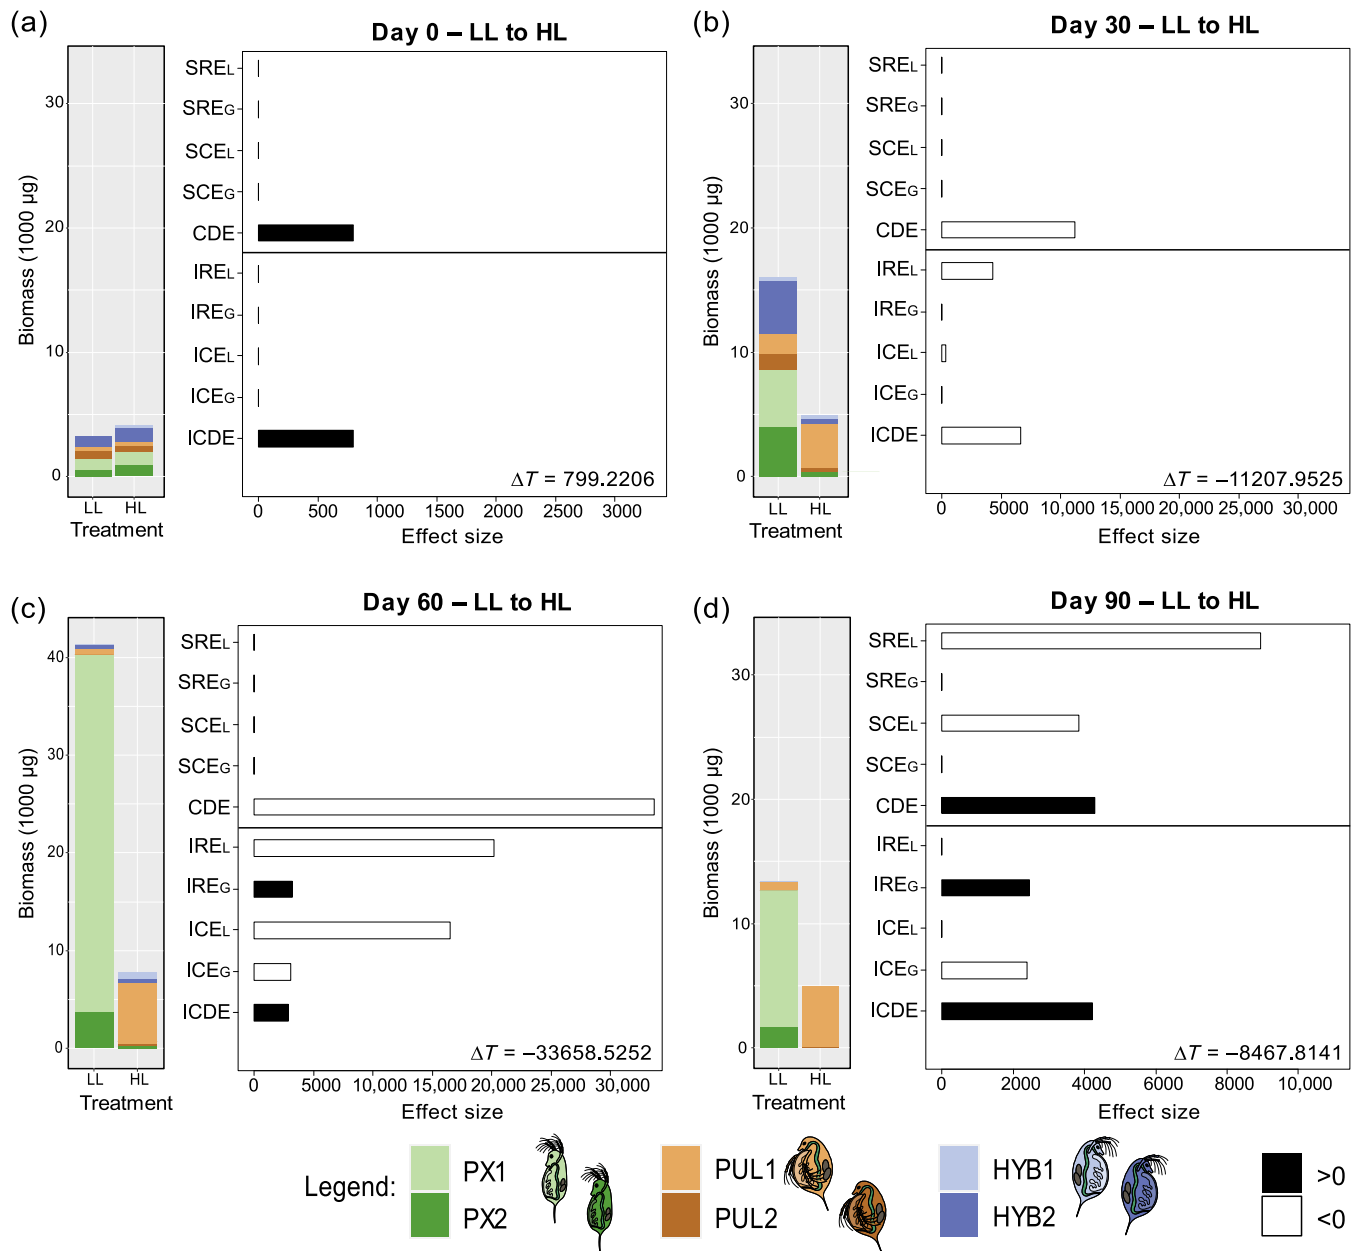 (a)
Day 0 – LL to HL
Biomass (1000 µg)
30
20
10
0
LL HL
Treatment
SREL
SREG
SCEL
SCEG
CDE
IREL
IREG
ICEL
ICEG
ICDE
ΔT = 799.2206
0 500 1000 1500 2000 2500 3000
Effect size
(b)
Day 30 – LL to HL
Biomass (1000 µg)
30
20
10
0
LL HL
Treatment
SREL
SREG
SCEL
SCEG
CDE
IREL
IREG
ICEL
ICEG
ICDE
ΔT = −11207.9525
0 5000 10,000 15,000 20,000 25,000 30,000
Effect size
(c)
Day 60 – LL to HL
Biomass (1000 µg)
40
30
20
10
0
LL HL
Treatment
SREL
SREG
SCEL
SCEG
CDE
IREL
IREG
ICEL
ICEG
ICDE
ΔT = −33658.5252
0 5000 10,000 15,000 20,000 25,000 30,000
Effect size
(d)
Day 90 – LL to HL
Biomass (1000 µg)
30
20
10
0
LL HL
Treatment
SREL
SREG
SCEL
SCEG
CDE
IREL
IREG
ICEL
ICEG
ICDE
ΔT = −8467.8141
0 2000 4000 6000 8000 10,000
Effect size
Legend:
PX1
PX2
PUL1
PUL2
HYB1
HYB2
>0
<0